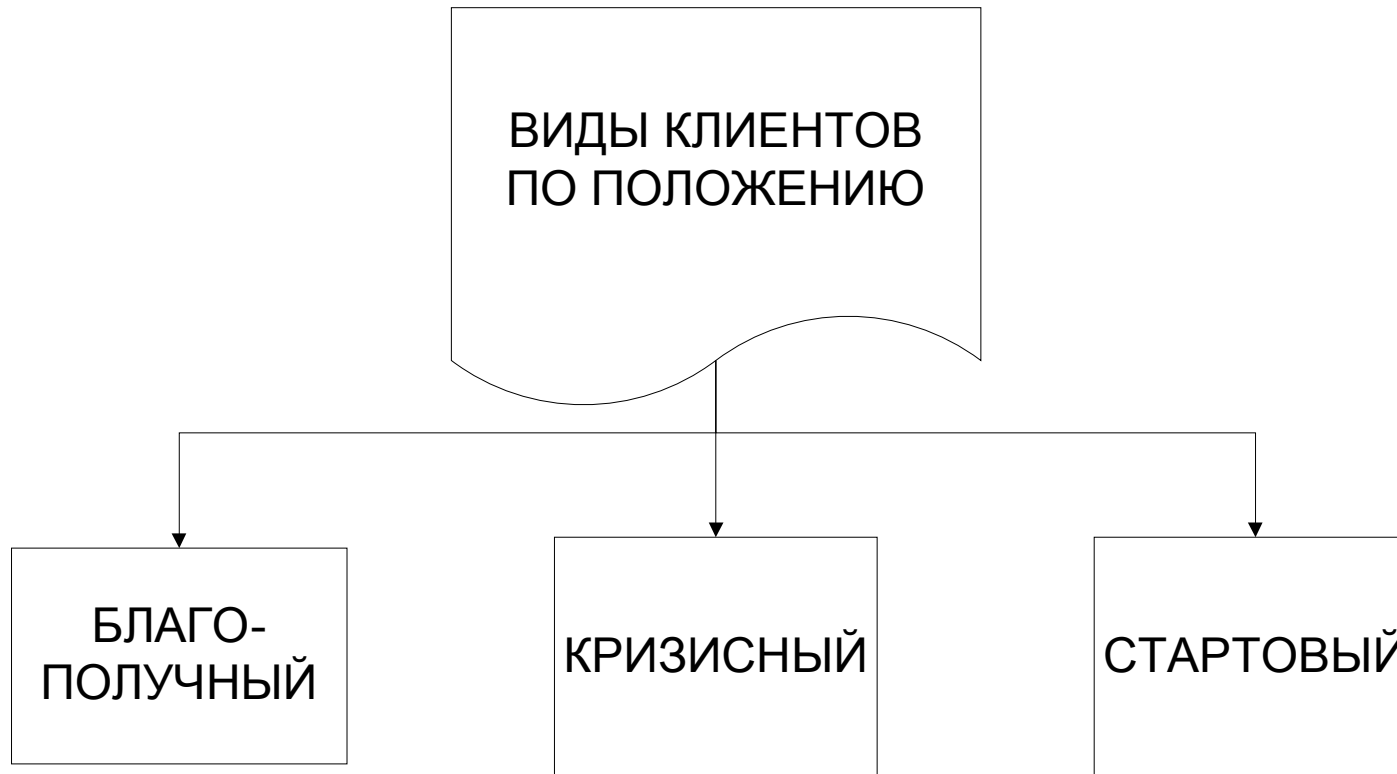 ВИДЫ КЛИЕНТОВ
ПО ПОЛОЖЕНИЮ
БЛАГО-
ПОЛУЧНЫЙ
КРИЗИСНЫЙ
СТАРТОВЫЙ